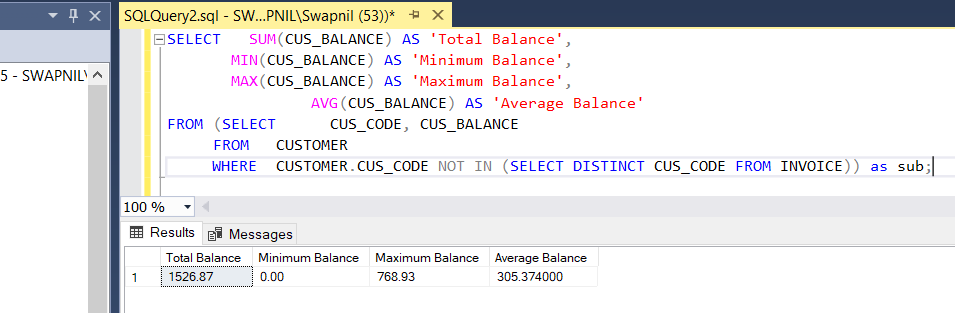 SQLQuery2.sql - SW...PNIL\Swapnil (53))*
5 - SWAPNIL\
SELECT SUM(CUS_BALANCE) AS 'Total Balance',
MIN(CUS_BALANCE) AS 'Minimum Balance',
MAX(CUS_BALANCE) AS 'Maximum Balance',
AVG(CUS_BALANCE) AS 'Average Balance'
FROM (SELECT CUS_CODE, CUS_BALANCE
FROM CUSTOMER
WHERE CUSTOMER.CUS_CODE NOT IN (SELECT DISTINCT CUS_CODE FROM INVOICE)) as sub;
100 %
Results Messages
Total Balance Minimum Balance Maximum Balance Average Balance
1 1526.87 0.00 768.93 305.374000